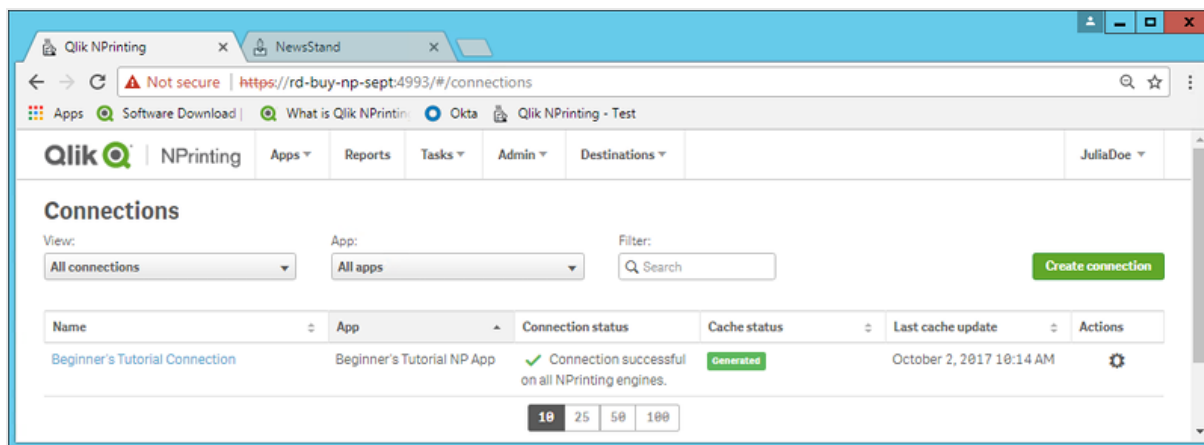 Qlik NPrinting
NewsStand
Not secure | https://rd-buy-np-sept:4993/#/connections
Apps Software Download | What is Qlik NPrintin Okta Qlik NPrinting - Test
Qlik NPrinting Apps Reports Tasks Admin Destinations JuliaDoe
Connections
View: App: Filter:
All connections All apps Search Create connection
Name App Connection status Cache status Last cache update Actions
Beginner's Tutorial Connection Beginner's Tutorial NP App Connection successful Generated October 2, 2017 10:14 AM
on all NPrinting engines.
10 25 50 100